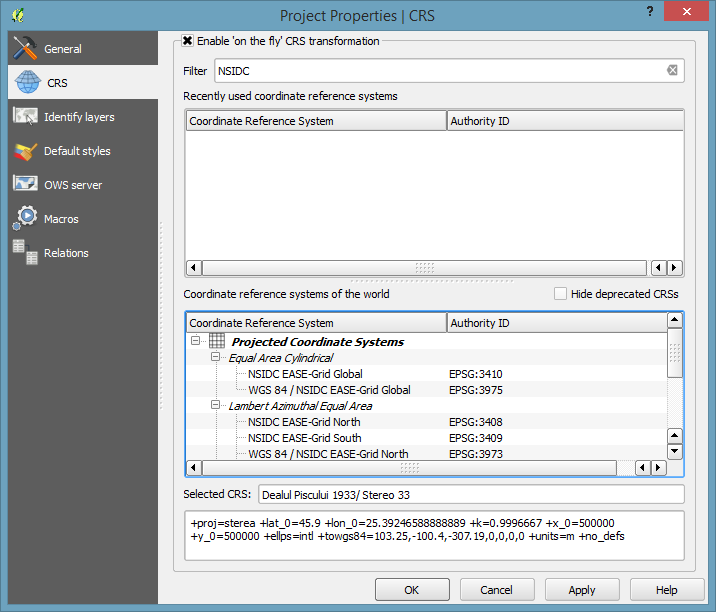 Project Properties | CRS
?
General
CRS
Identify layers
Default styles
OWS server
Macros
Relations
Enable 'on the fly' CRS transformation
Filter NSIDC
Recently used coordinate reference systems
Coordinate Reference System Authority ID
Coordinate reference systems of the world Hide deprecated CRSs
Coordinate Reference System Authority ID
Projected Coordinate Systems
Equal Area Cylindrical
NSIDC EASE-Grid Global EPSG:3410
WGS 84 / NSIDC EASE-Grid Global EPSG:3975
Lambert Azimuthal Equal Area
NSIDC EASE-Grid North EPSG:3408
NSIDC EASE-Grid South EPSG:3409
WGS 84 / NSIDC EASE-Grid North EPSG:3973
Selected CRS: Dealul Piscului 1933/ Stereo 33
+proj=sterea +lat_0=45.9 +lon_0=25.39246588888889 +k=0.9996667 +x_0=500000
+y_0=500000 +ellps=intl +towgs84=103.25,-100.4,-307.19,0,0,0,0 +units=m +no_defs
OK Cancel Apply Help